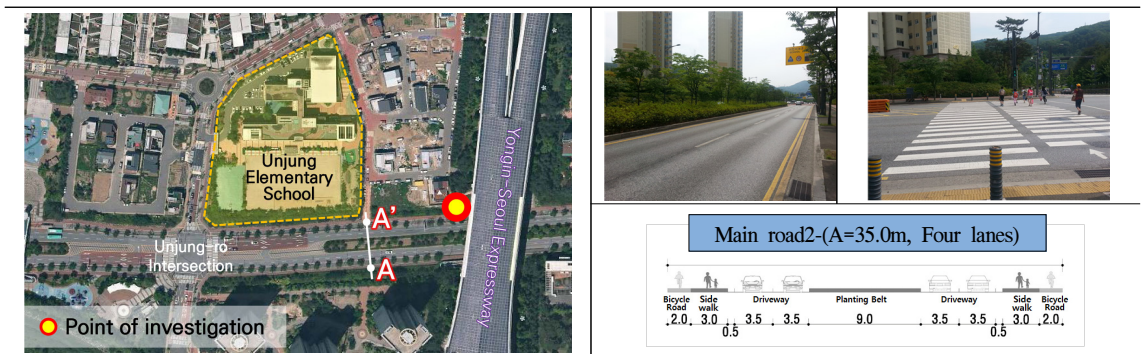 Unjung
Elementary
School
Yongin-Seoul Expressway
A'
A
Unjung-ro
Intersection
Point of investigation
Main road2-(A=35.0m, Four lanes)
Bicycle
Road
Side
walk
Driveway
Planting Belt
Driveway
Side
walk
Bicycle
Road
2.0 3.0 3.5 3.5 9.0 3.5 3.5 3.0 2.0
0.5 0.5